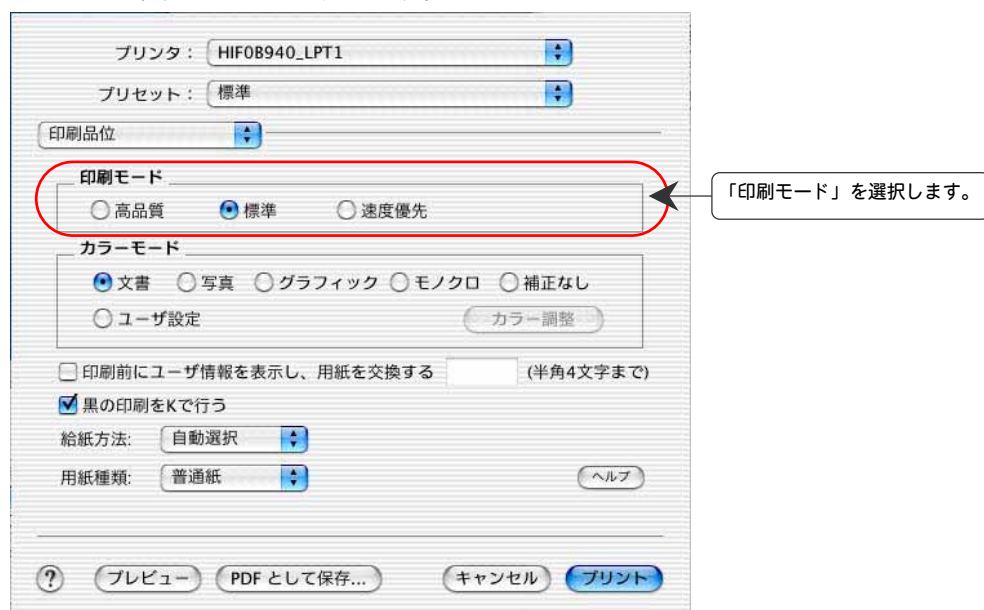 プリンタ： HIF0B940_LPT1
プリセット： 標準
印刷品位
印刷モード
高品質 標準 速度優先
「印刷モード」を選択します。
カラーモード
文書 写真 グラフィック モノクロ 補正なし
ユーザ設定 カラー調整
印刷前にユーザ情報を表示し、用紙を交換する (半角4文字まで)
黒の印刷をKで行う
給紙方法: 自動選択
用紙種類: 普通紙 ヘルプ
? プレビュー PDF として保存... キャンセル プリント